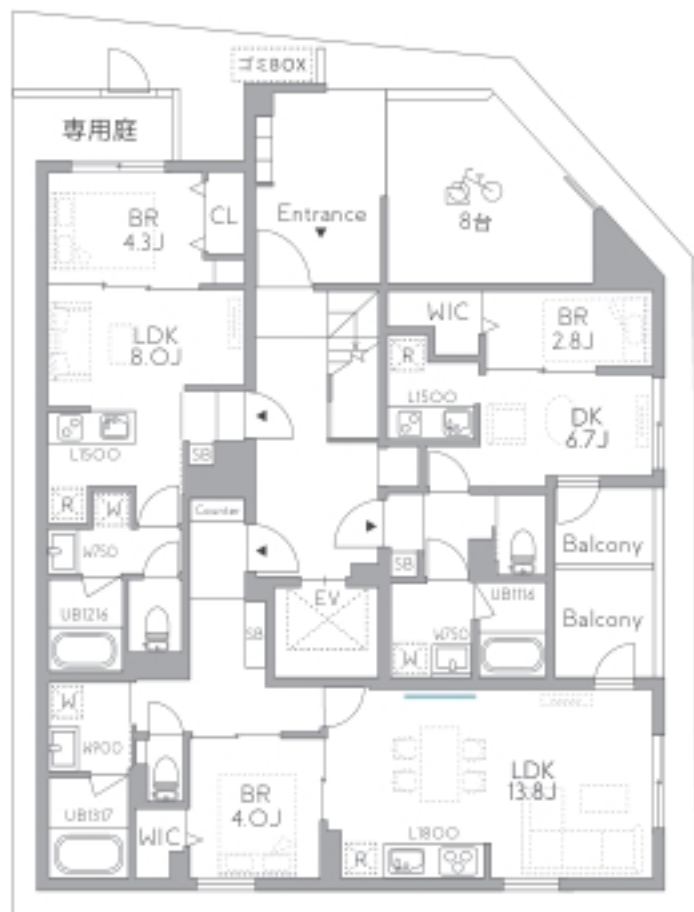 ゴミBOX
専用庭
BR
4.3J
CL
Entrance
8台
LDK
8.0J
WIC
BR
2.8J
R
L1500
DK
6.7J
L1500
SB
R
W
Counter
W750
Balcony
SB
EV
UB1216
UB1116
Balcony
SB
W750
W
W
W900
LDK
13.8J
BR
4.0J
UB1317
WIC
L1800
R